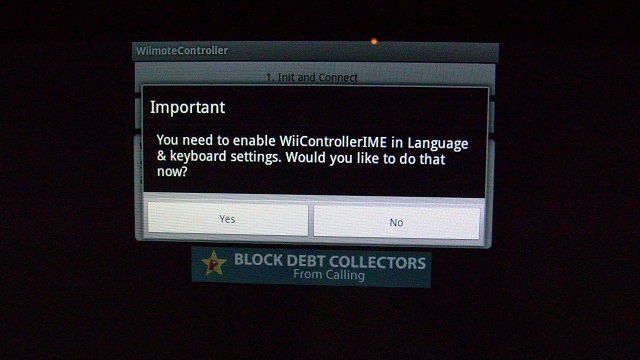 WiimoteController
1. Init and Connect
Important
You need to enable WiiControllerIME in Language
& keyboard settings. Would you like to do that
now?
Yes
No
BLOCK DEBT COLLECTORS
From Calling